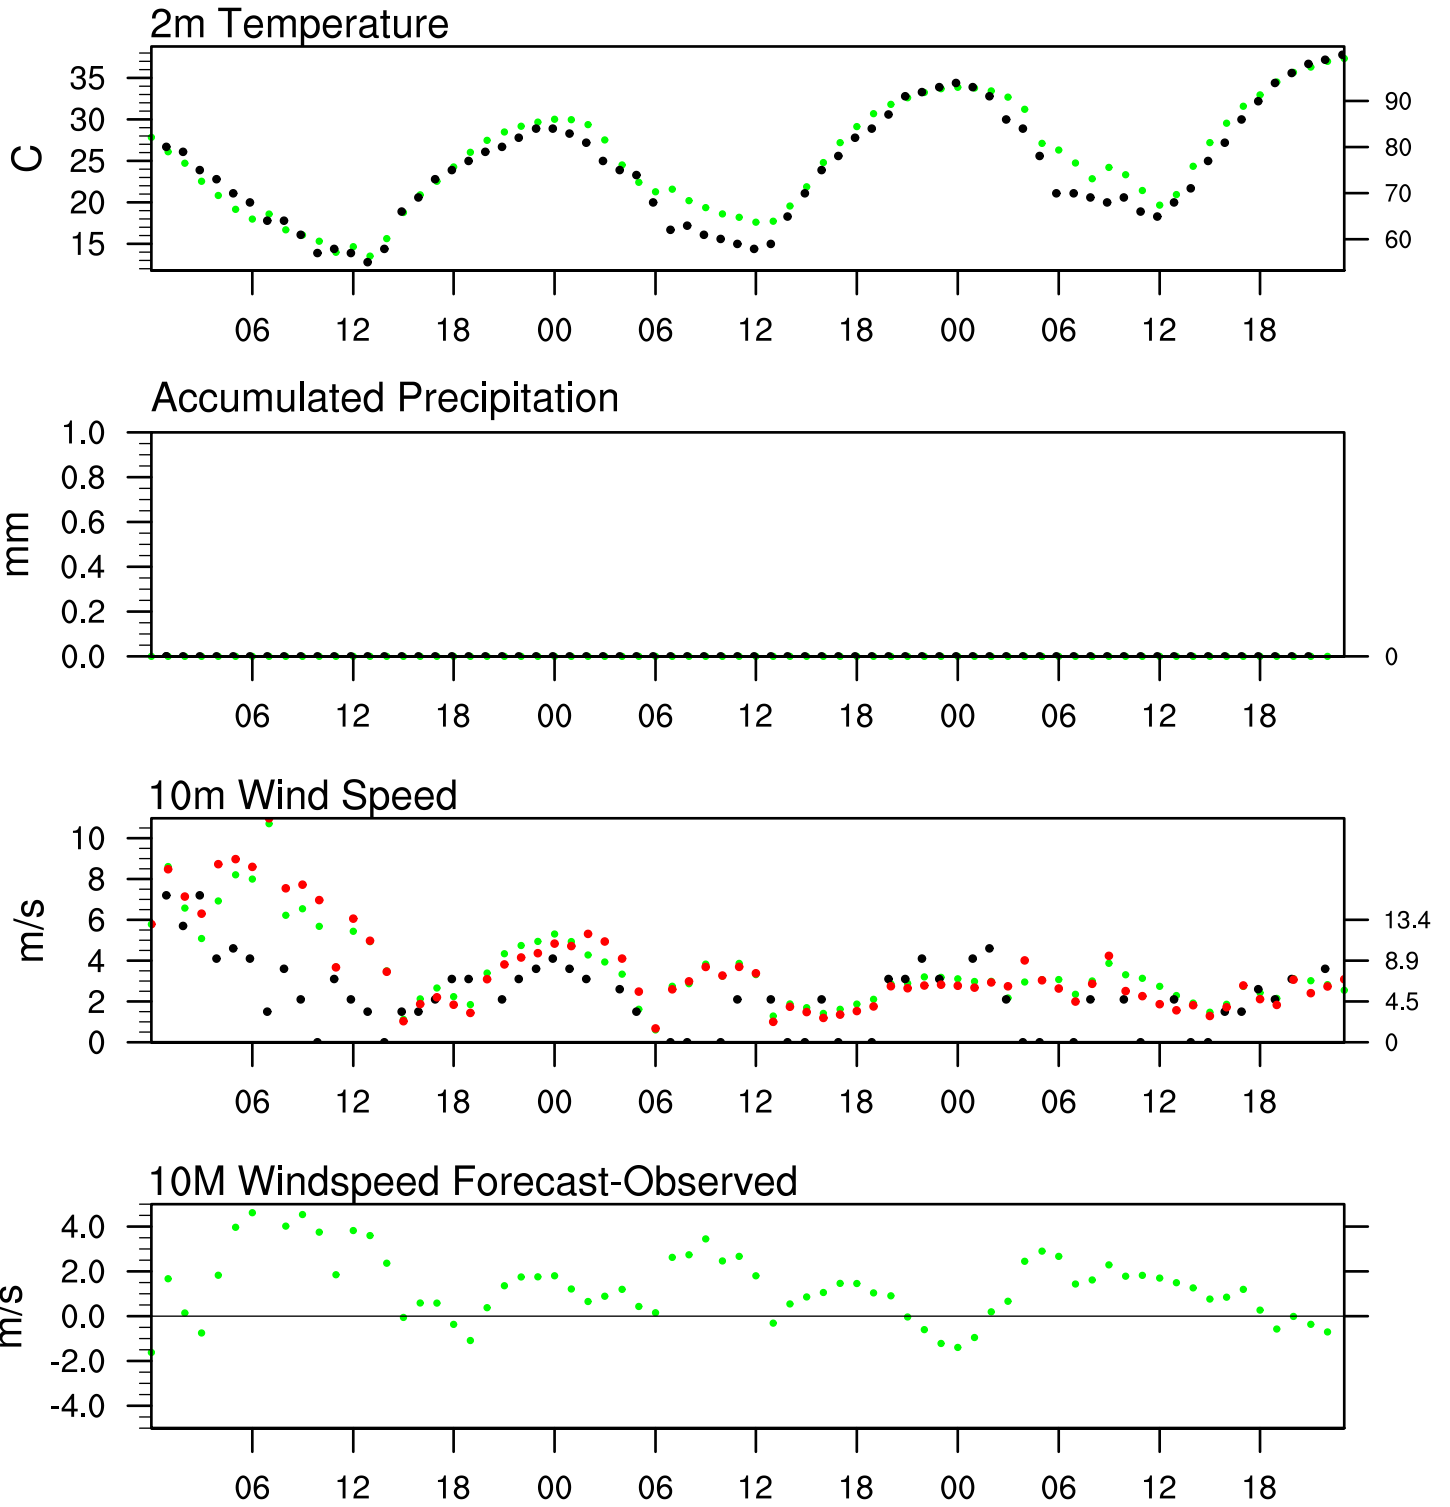 2m Temperature
C
35
30
25
20
15
90
80
70
60
06 12 18 00 06 12 18 00 06 12 18
Accumulated Precipitation
mm
1.0
0.8
0.6
0.4
0.2
0.0
0
06 12 18 00 06 12 18 00 06 12 18
10m Wind Speed
m/s
10
8
6
4
2
0
13.4
8.9
4.5
0
06 12 18 00 06 12 18 00 06 12 18
10M Windspeed Forecast-Observed
m/s
4.0
2.0
0.0
-2.0
-4.0
06 12 18 00 06 12 18 00 06 12 18